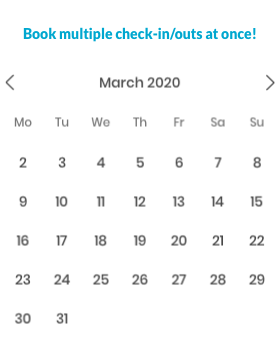 Book multiple check-in/outs at once!
March 2020
Mo Tu We Th Fr Sa Su
2 3 4 5 6 7 8
9 10 11 12 13 14 15
16 17 18 19 20 21 22
23 24 25 26 27 28 29
30 31